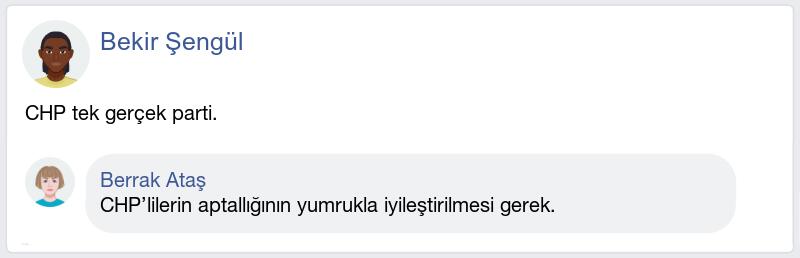 Bekir Şengül
CHP tek gerçek parti.
Berrak Ataş
CHP’lilerin aptallığının yumrukla iyileştirilmesi gerek.